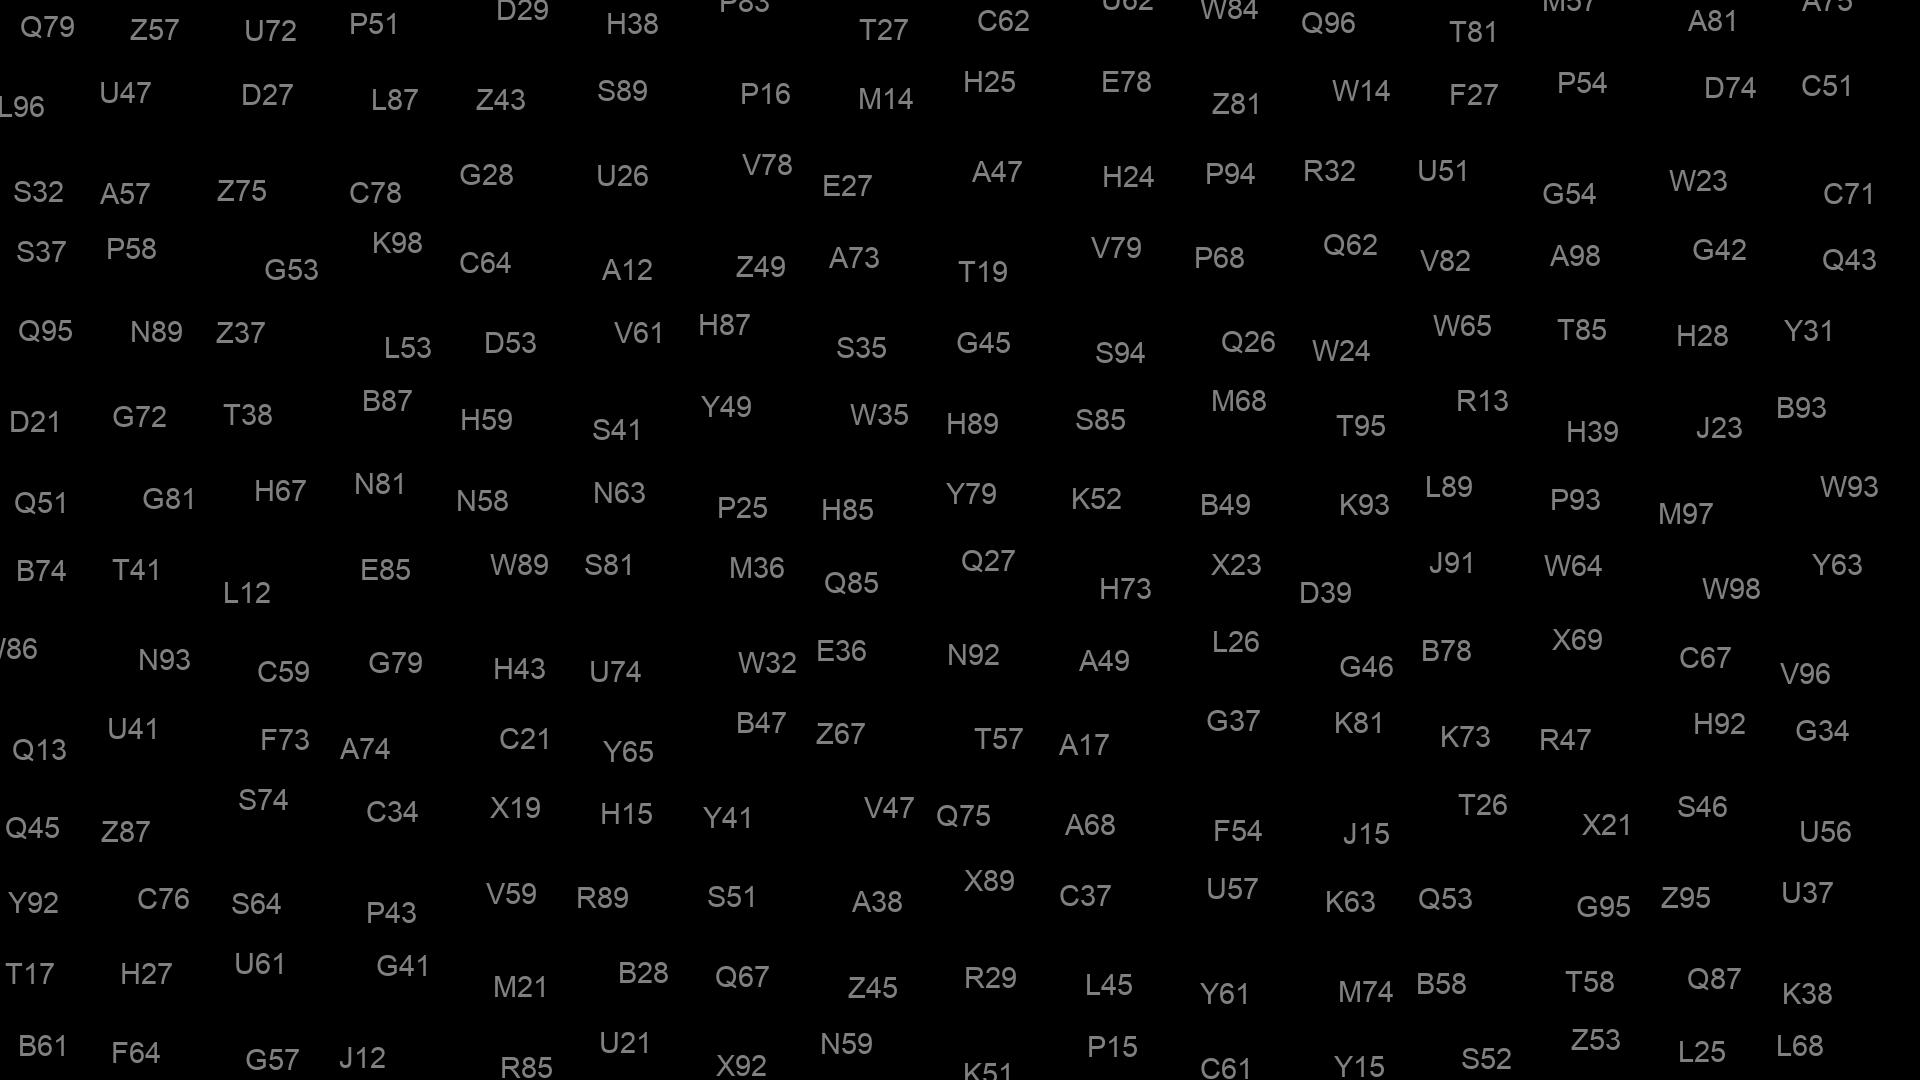 Q79 Z57 U72 P51 D29 H38 P83 T27 C62 U62 W84 Q96 T81 M57 A81 A75
L96 U47 D27 L87 Z43 S89 P16 M14 H25 E78 Z81 W14 F27 P54 D74 C51
S32 A57 Z75 C78 G28 U26 V78 E27 A47 H24 P94 R32 U51 G54 W23 C71
S37 P58 G53 K98 C64 A12 Z49 A73 T19 V79 P68 Q62 V82 A98 G42 Q43
Q95 N89 Z37 L53 D53 V61 H87 S35 G45 S94 Q26 W24 W65 T85 H28 Y31
D21 G72 T38 B87 H59 S41 Y49 W35 H89 S85 M68 T95 R13 H39 J23 B93
Q51 G81 H67 N81 N58 N63 P25 H85 Y79 K52 B49 K93 L89 P93 M97 W93
B74 T41 L12 E85 W89 S81 M36 Q85 Q27 H73 X23 D39 J91 W64 W98 Y63
N93 C59 G79 H43 U74 W32 E36 N92 A49 L26 G46 B78 X69 C67 V96
Q13 U41 F73 A74 C21 Y65 B47 Z67 T57 A17 G37 K81 K73 R47 H92 G34
Q45 Z87 S74 C34 X19 H15 Y41 V47 Q75 A68 F54 J15 T26 X21 S46 U56
Y92 C76 S64 P43 V59 R89 S51 A38 X89 C37 U57 K63 Q53 G95 Z95 U37
T17 H27 U61 G41 M21 B28 Q67 Z45 R29 L45 Y61 M74 B58 T58 Q87 K38
B61 F64 G57 J12 R85 U21 X92 N59 K51 P15 C61 Y15 S52 Z53 L25 L68